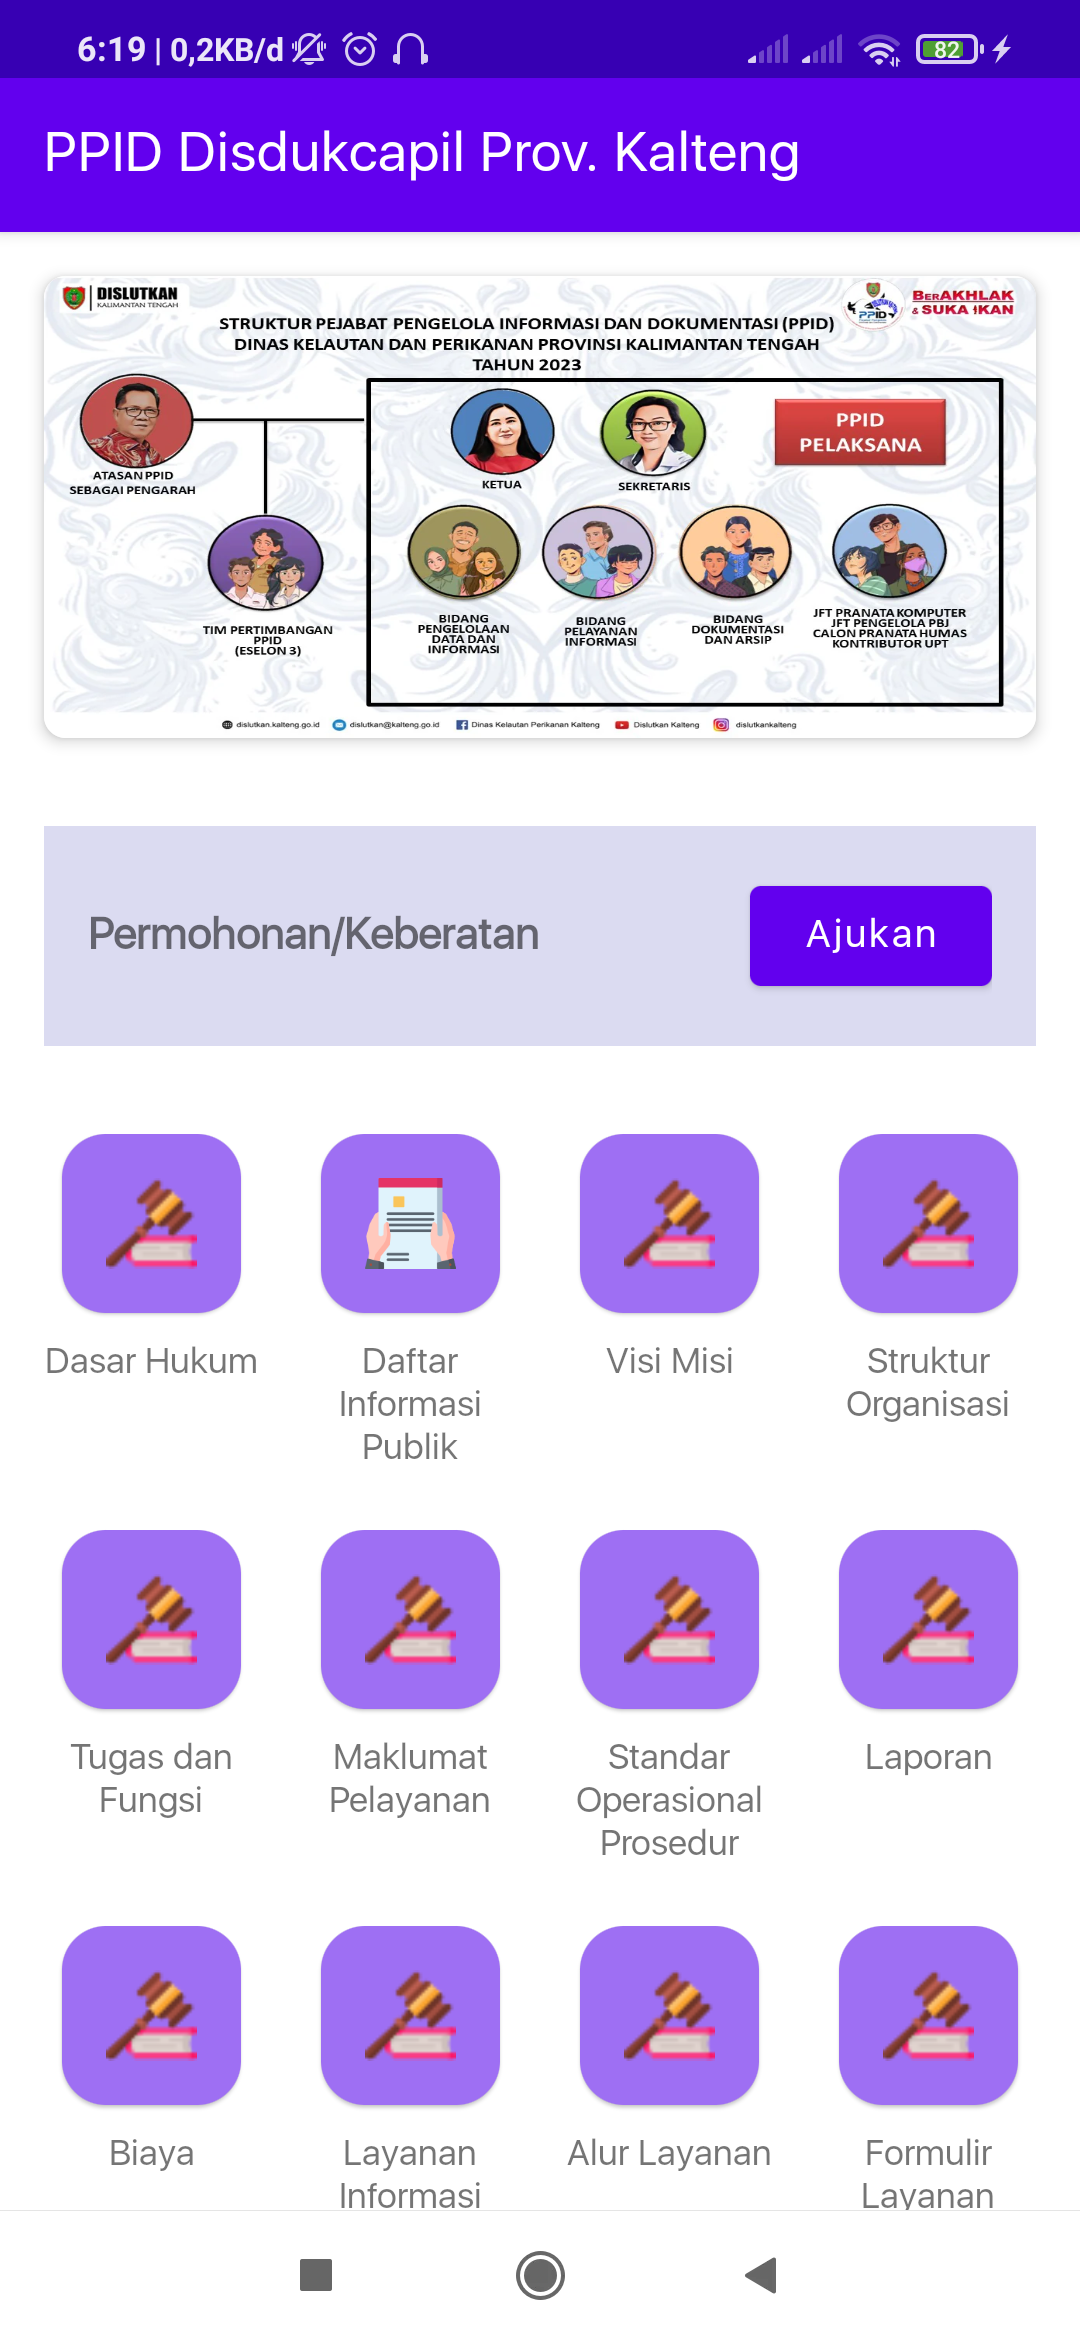 6:19 | 0,2KB/d
82
PPID Disdukcapil Prov. Kalteng
DISLUTKAN
KALIMANTAN TENGAH
PPID
BERAKHLAK
& SUKA IKAN
STRUKTUR PEJABAT PENGELOLA INFORMASI DAN DOKUMENTASI (PPID)
DINAS KELAUTAN DAN PERIKANAN PROVINSI KALIMANTAN TENGAH
TAHUN 2023
PPID
PELAKSANA
ATASAN PPID
SEBAGAI PENGARAH
KETUA
SEKRETARIS
TIM PERTIMBANGAN
PPID
(ESELON 3)
BIDANG
PENGELOLAAN
DATA DAN
INFORMASI
BIDANG
PELAYANAN
INFORMASI
BIDANG
DOKUMENTASI
DAN ARSIP
JFT PRANATA KOMPUTER
JFT PENGELOLA PBJ
CALON PRANATA HUMAS
KONTRIBUTOR UPT
dislutkan.kalteng.go.id dislutkan@kalteng.go.id Dinas Kelautan Perikanan Kalteng Dislutkan Kalteng dislutkankalteng
Permohonan/Keberatan
Ajukan
Dasar Hukum
Daftar
Informasi
Publik
Visi Misi
Struktur
Organisasi
Tugas dan
Fungsi
Maklumat
Pelayanan
Standar
Operasional
Prosedur
Laporan
Biaya
Layanan
Informasi
Alur Layanan
Formulir
Layanan